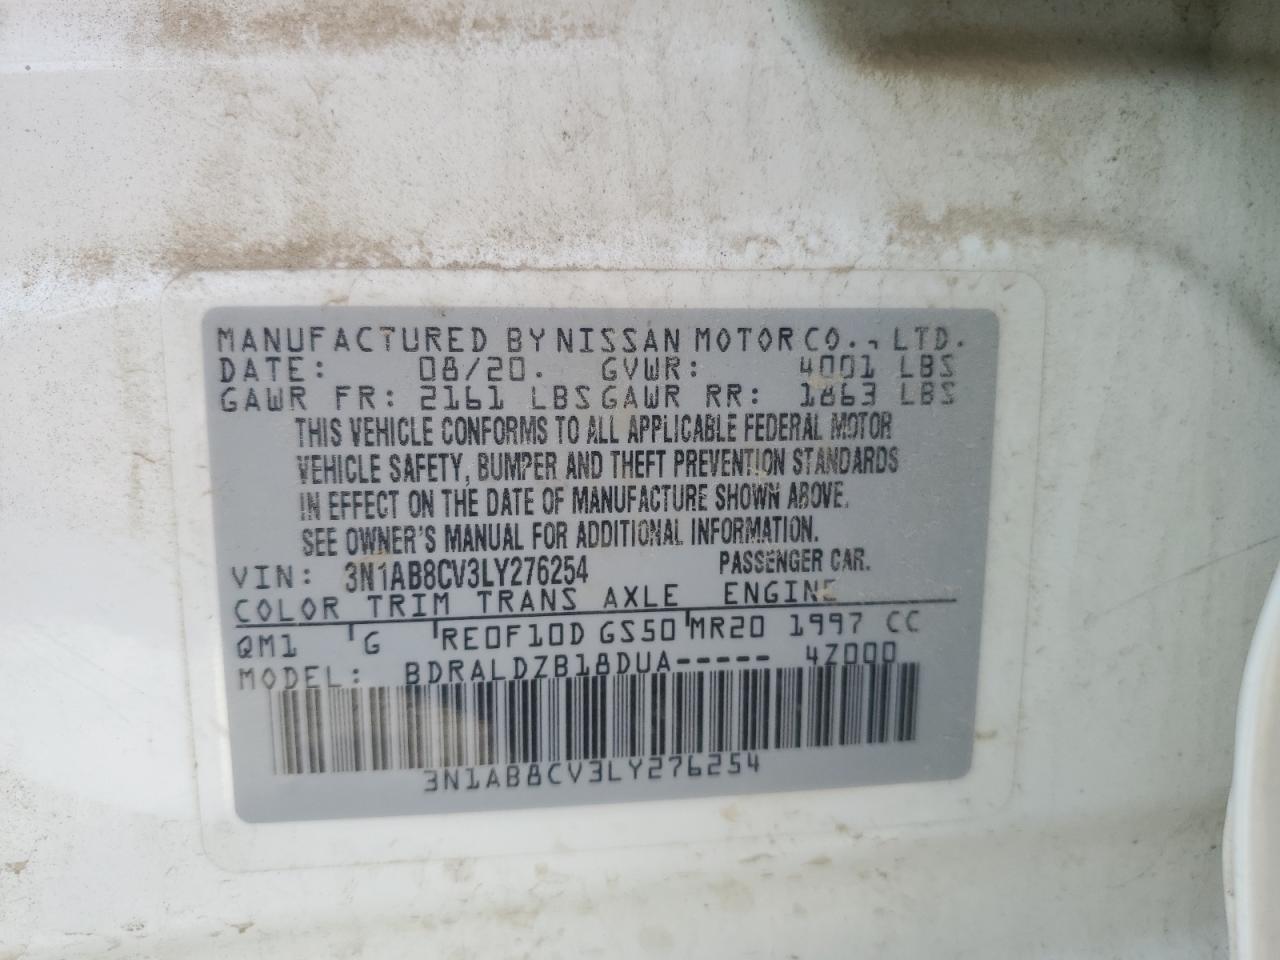 MANUFACTURED BY NISSAN MOTOR CO., LTD.
DATE: 08/20. GVWR: 4001 LBS
GAWR FR: 2161 LBS GAWR RR: 1863 LBS
THIS VEHICLE CONFORMS TO ALL APPLICABLE FEDERAL MOTOR
VEHICLE SAFETY, BUMPER AND THEFT PREVENTION STANDARDS
IN EFFECT ON THE DATE OF MANUFACTURE SHOWN ABOVE.
SEE OWNER'S MANUAL FOR ADDITIONAL INFORMATION.
VIN: 3N1AB8CV3LY276254 PASSENGER CAR.
COLOR TRIM TRANS AXLE ENGINE
QM1 G RE0F10D GS50 MR20 1997 CC
MODEL: BDRALDZB18DUA----- 4Z000
3N1AB8CV3LY276254